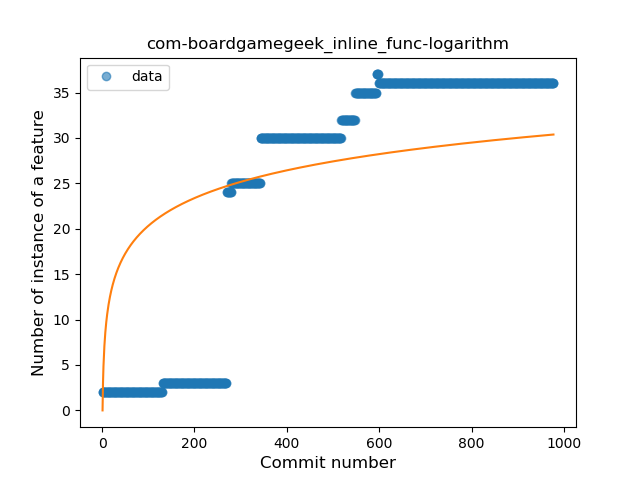 com-boardgamegeek_inline_func-logarithm
data
Number of instance of a feature
35
30
25
20
15
10
5
0
0 200 400 600 800 1000
Commit number